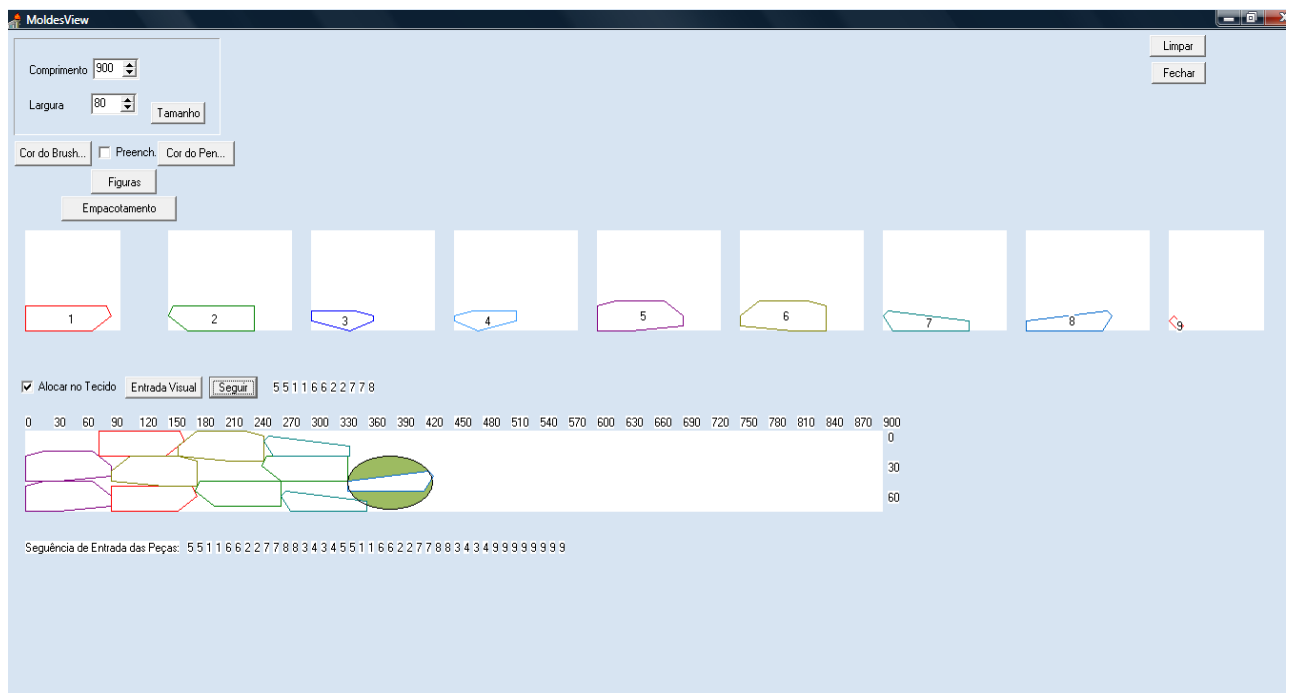 MoldesView
Limpar
Comprimento 900
Fechar
Largura 80
Tamanho
Cor do Brush... Preench. Cor do Pen...
Figuras
Empacotamento
1 2 3 4 5 6 7 8 9
Alocar no Tecido Entrada Visual Seguir 5 5 1 1 6 6 2 2 7 7 8
0 30 60 90 120 150 180 210 240 270 300 330 360 390 420 450 480 510 540 570 600 630 660 690 720 750 780 810 840 870 900
0
30
60
Sequência de Entrada das Peças: 5 5 1 1 6 6 2 2 7 7 8 8 3 4 3 4 5 5 1 1 6 6 2 2 7 7 8 8 3 4 3 4 9 9 9 9 9 9 9 9